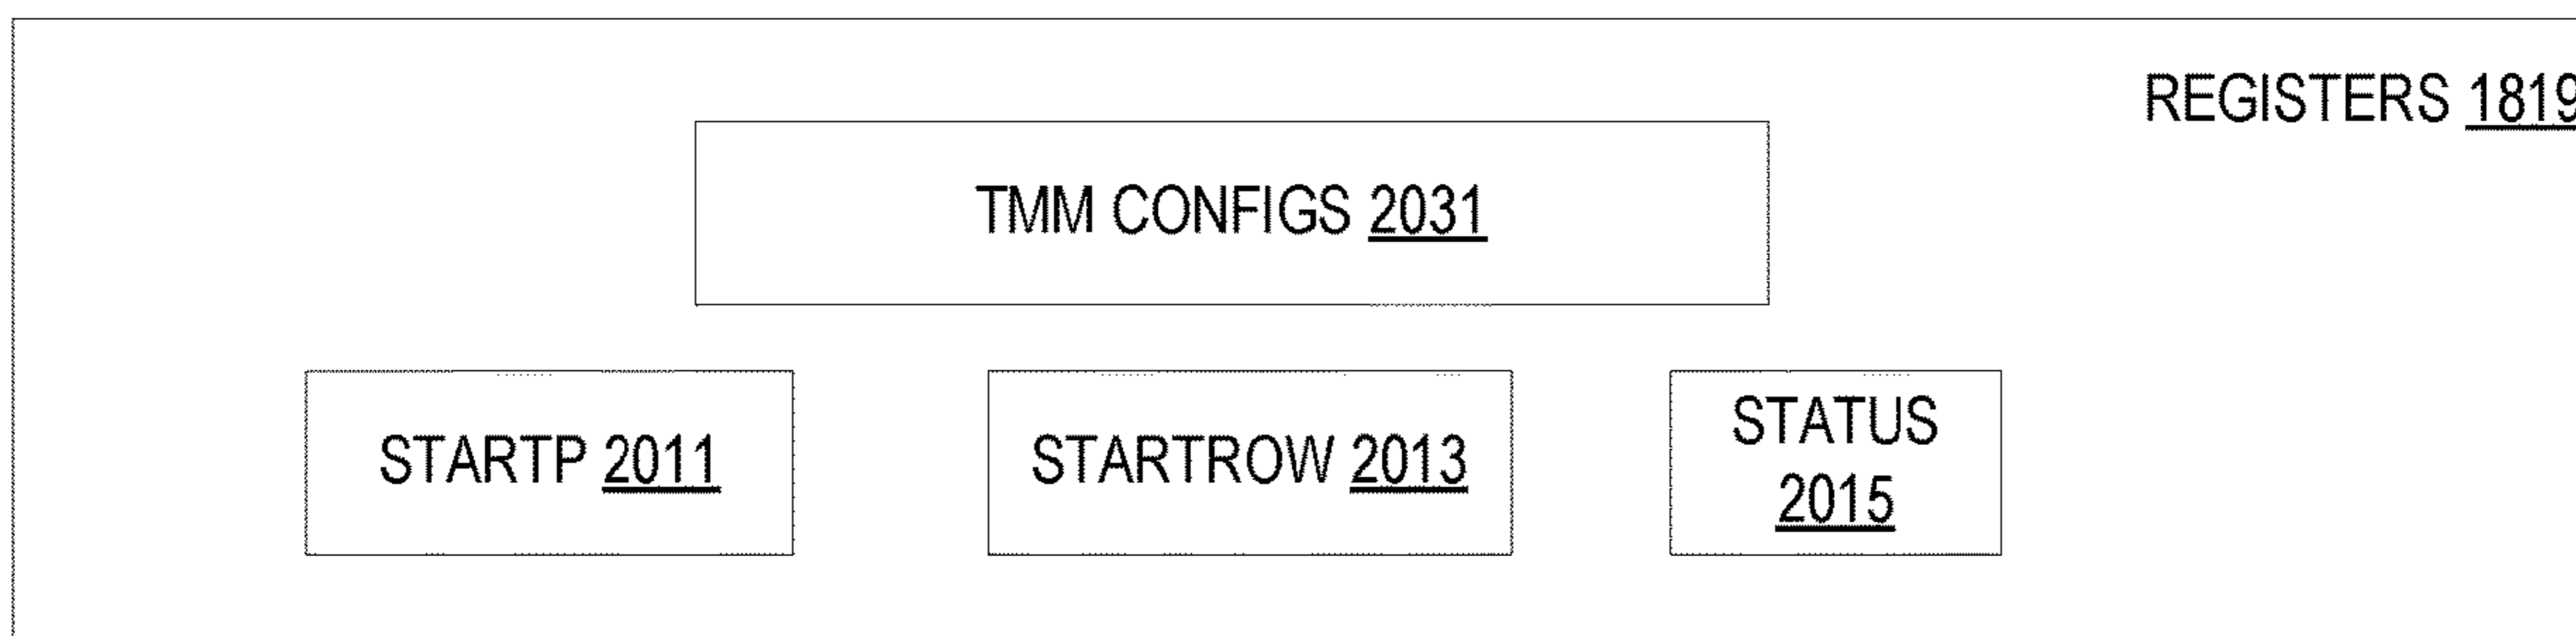 REGISTERS 1819
TMM CONFIGS 2031
STARTP 2011
STARTROW 2013
STATUS
2015